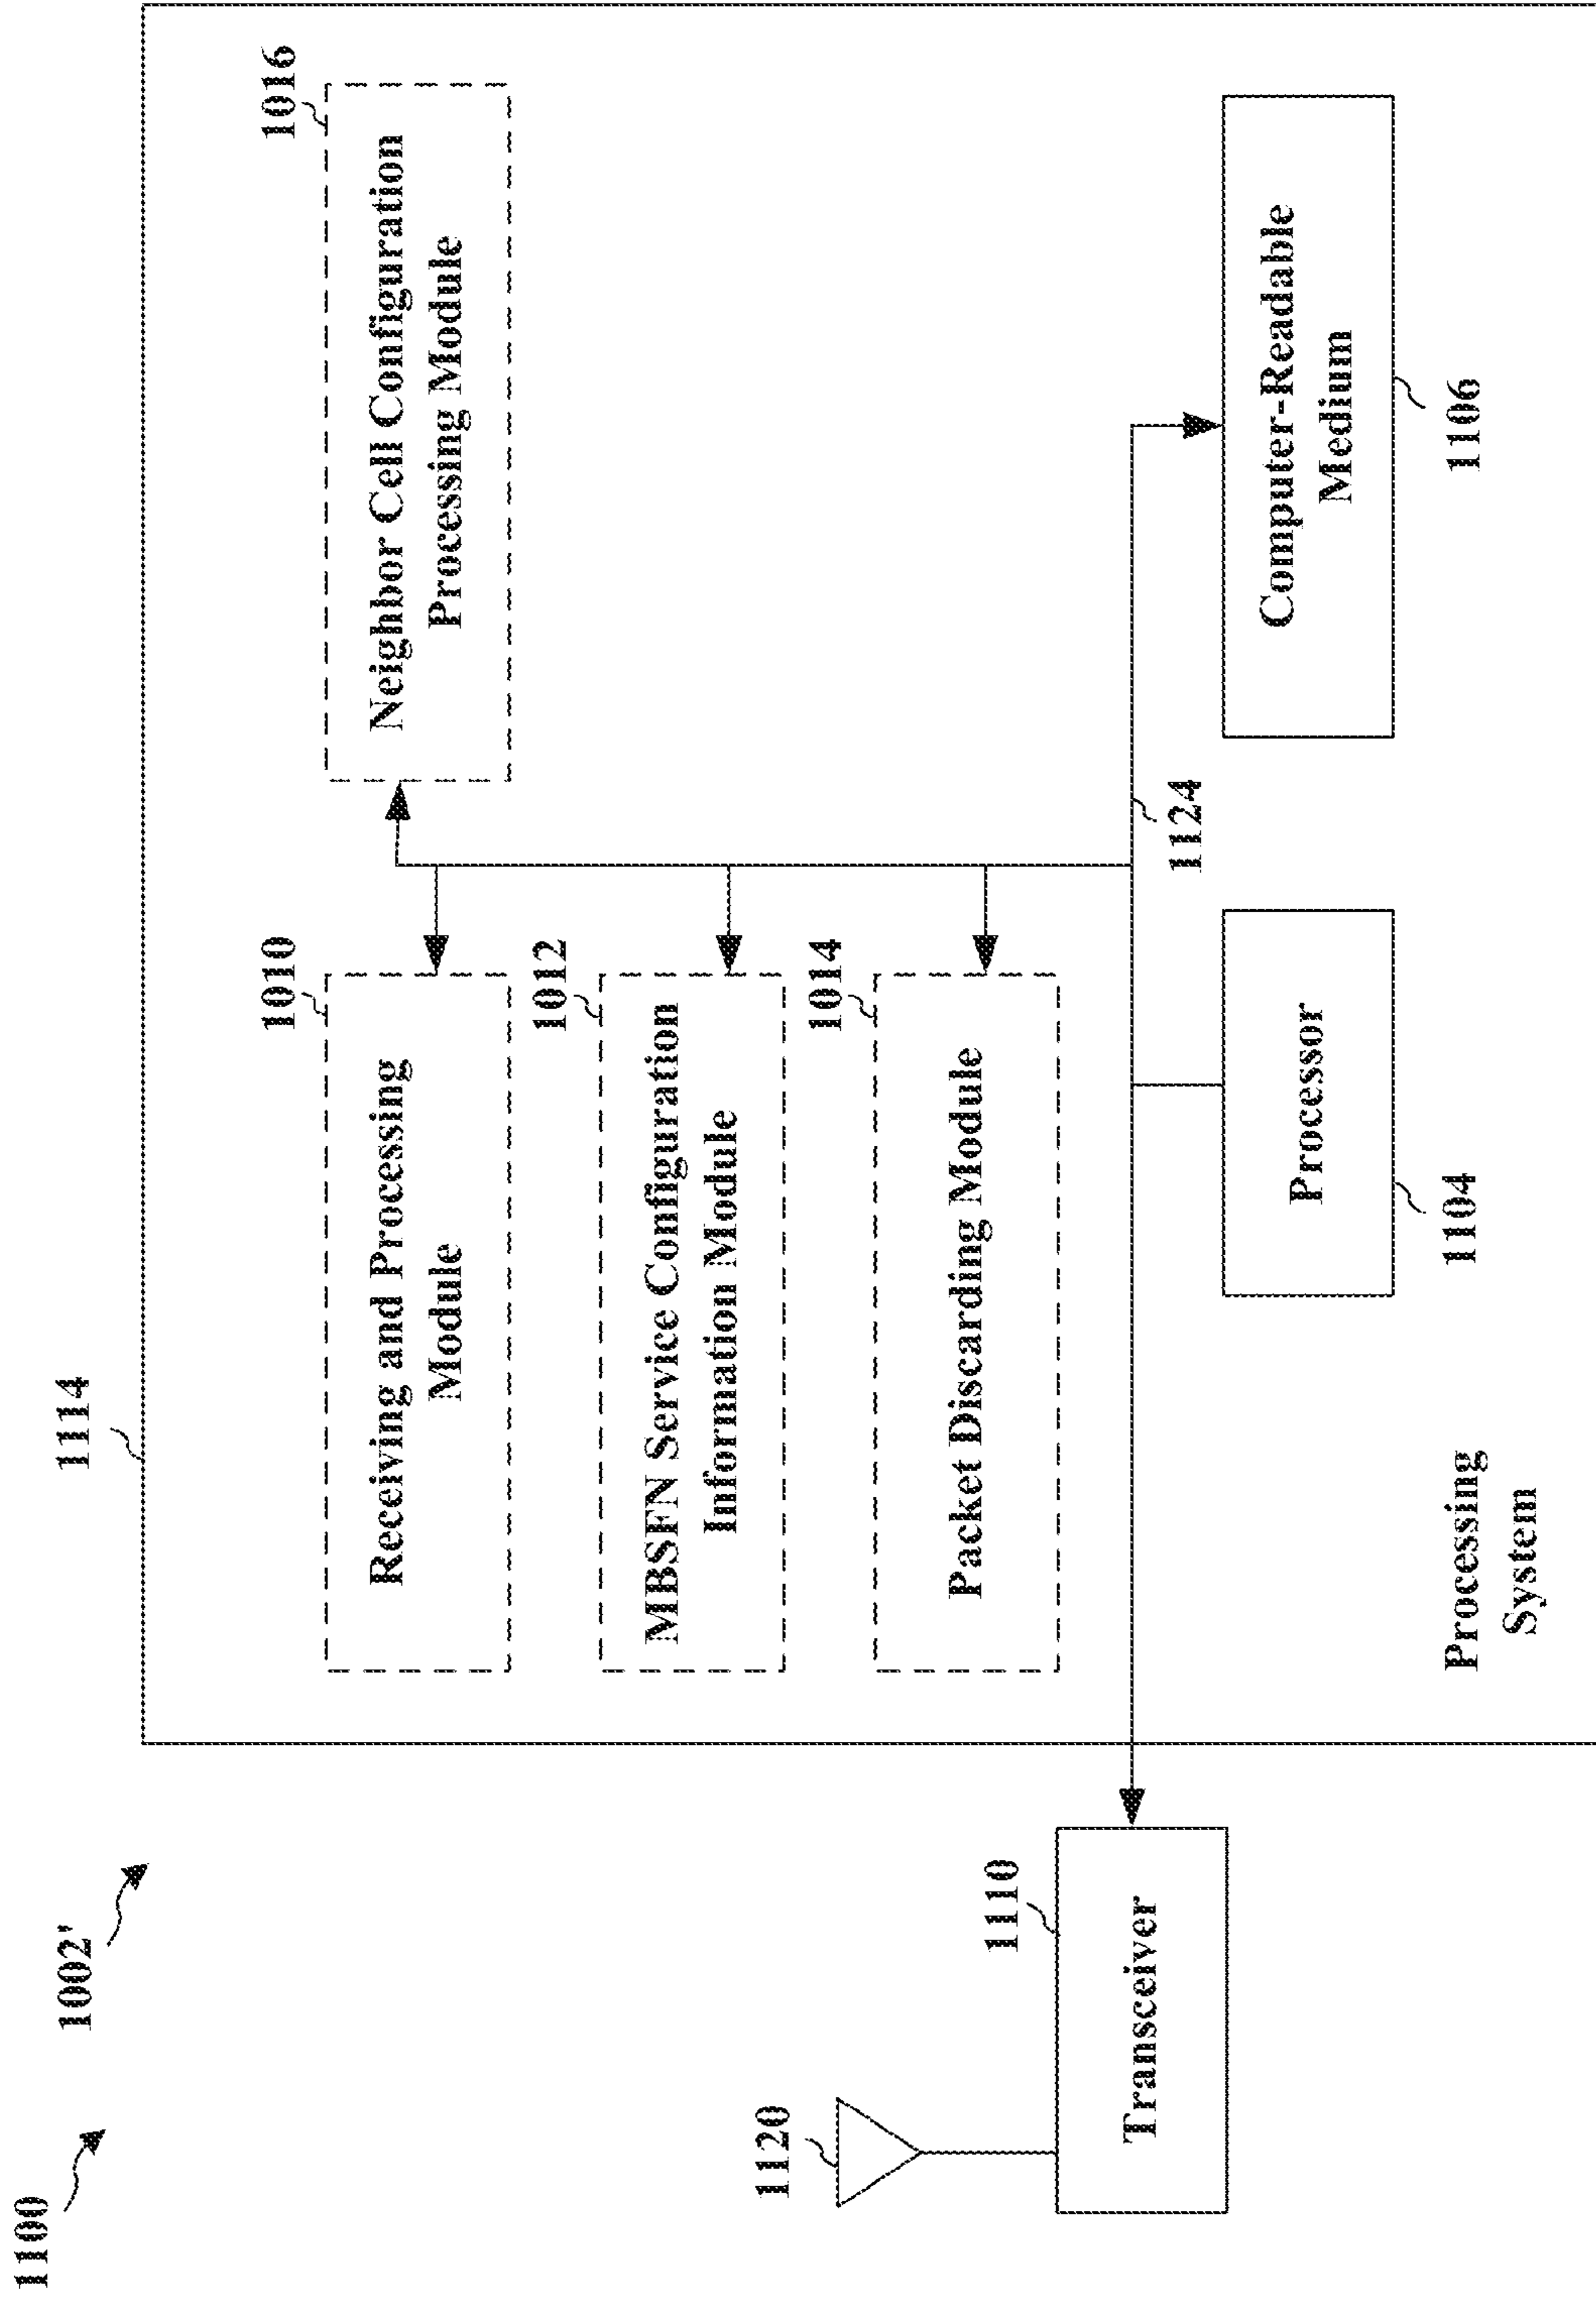 1100
1002'
1114
1010
Receiving and Processing
Module
1016
Neighbor Cell Configuration
Processing Module
1012
MBSFN Service Configuration
Information Module
1014
Packet Discarding Module
1120
1110
Transceiver
1124
Processor
1104
Computer-Readable
Medium
1106
Processing
System